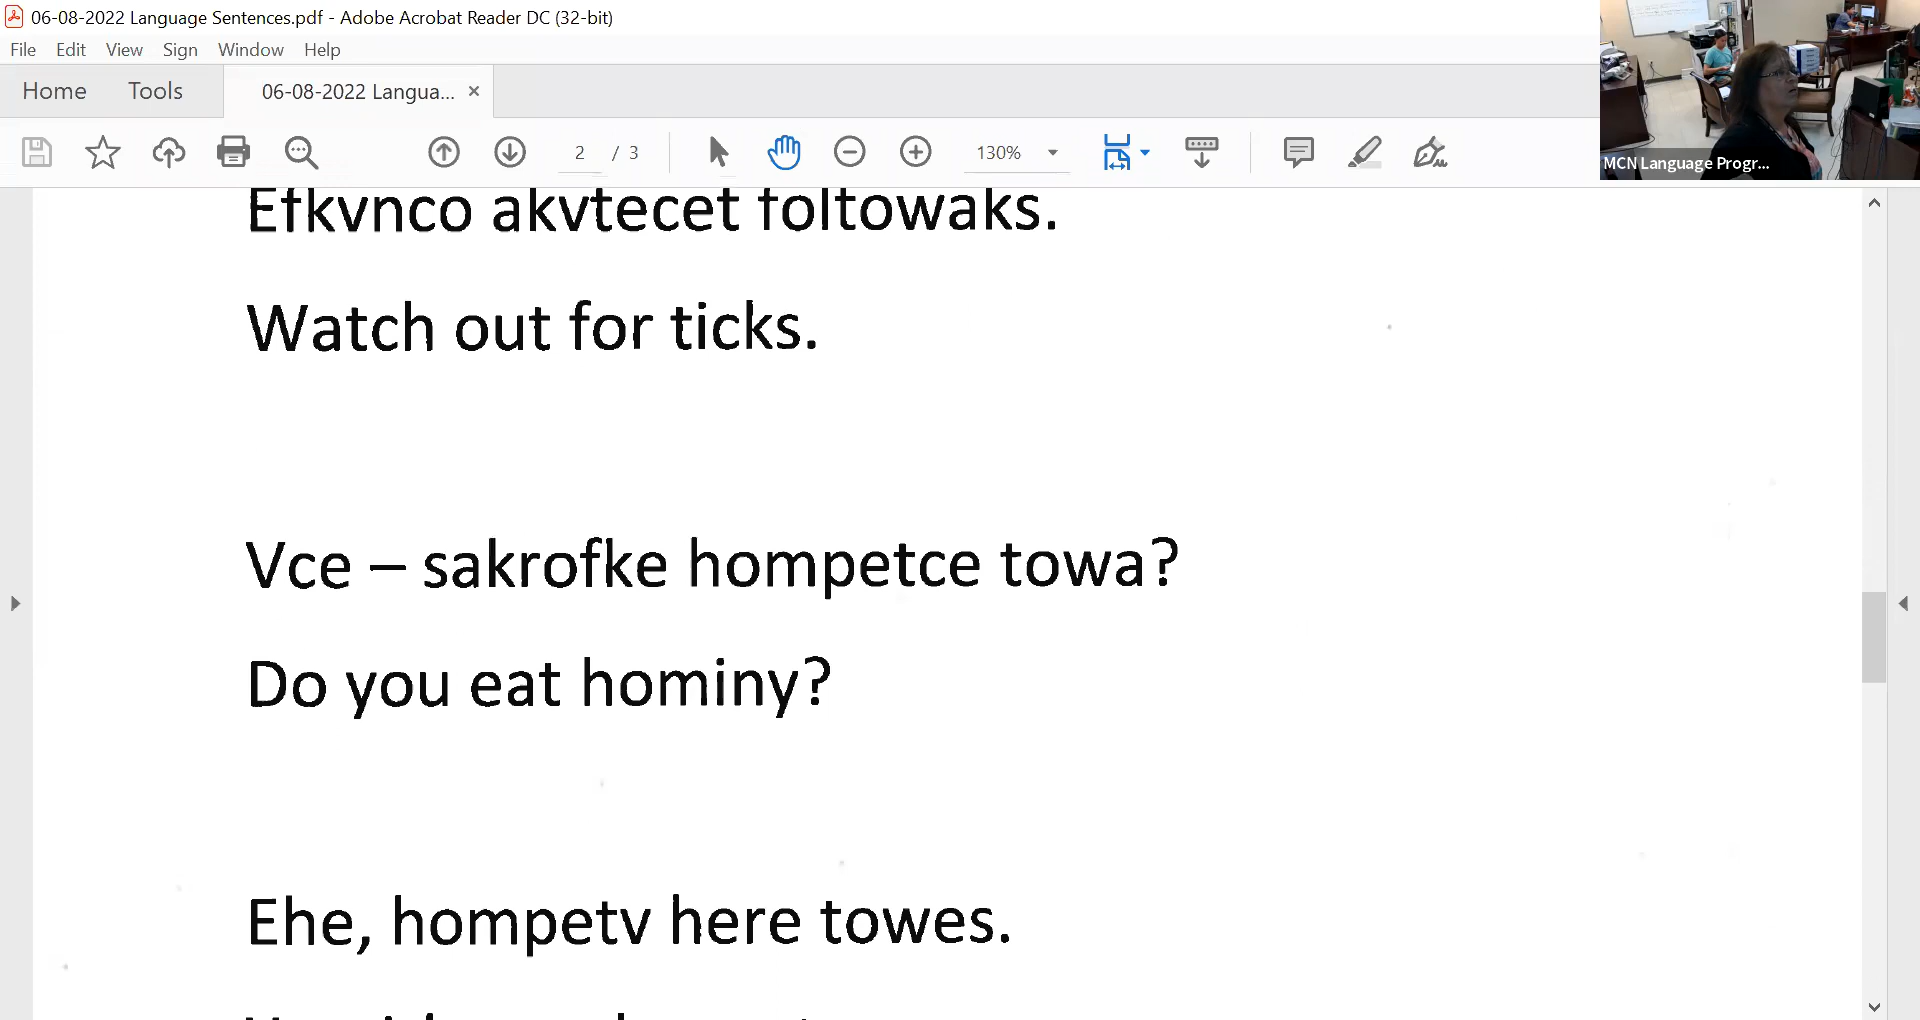 06-08-2022 Language Sentences.pdf - Adobe Acrobat Reader DC (32-bit)
File Edit View Sign Window Help
Home Tools 06-08-2022 Langua... ×
2 / 3 130%
MCN Language Progr...
Efkvnco akvtecet foltowaks.
Watch out for ticks.
Vce – sakrofke hompetce towa?
Do you eat hominy?
Ehe, hompetv here towes.